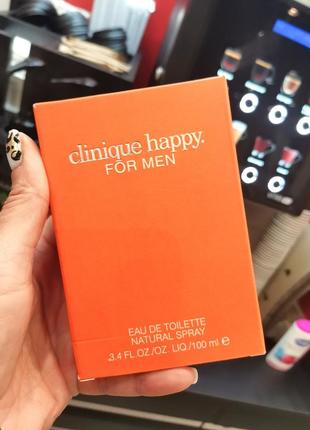 clinique happy.
FOR MEN
EAU DE TOILETTE
NATURAL SPRAY
3.4 FL.OZ./OZ. LIQ./100 ml ℮